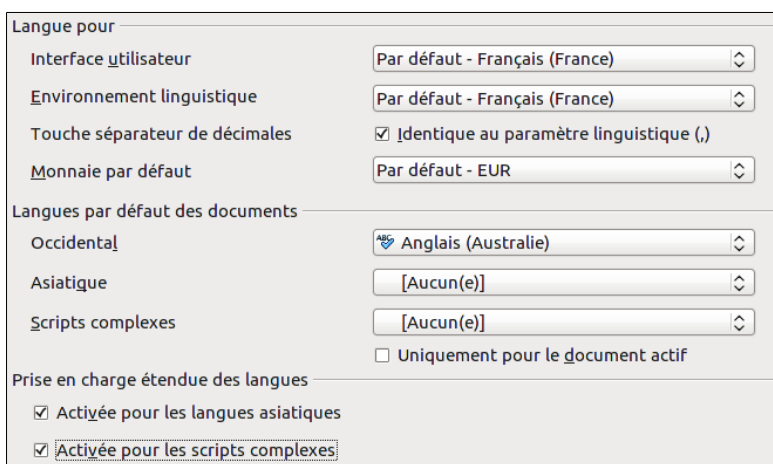 Langue pour
Interface utilisateur Par défaut - Français (France)
Environnement linguistique Par défaut - Français (France)
Touche séparateur de décimales Identique au paramètre linguistique (,)
Monnaie par défaut Par défaut - EUR
Langues par défaut des documents
Occidental ABC Anglais (Australie)
Asiatique [Aucun(e)]
Scripts complexes [Aucun(e)]
Uniquement pour le document actif
Prise en charge étendue des langues
Activée pour les langues asiatiques
Activée pour les scripts complexes